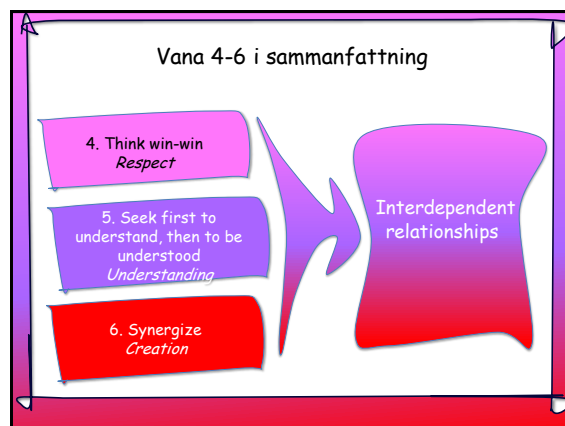 Vana 4-6 i sammanfattning
4. Think win-win
Respect
5. Seek first to
understand, then to be
understood
Understanding
6. Synergize
Creation
Interdependent
relationships